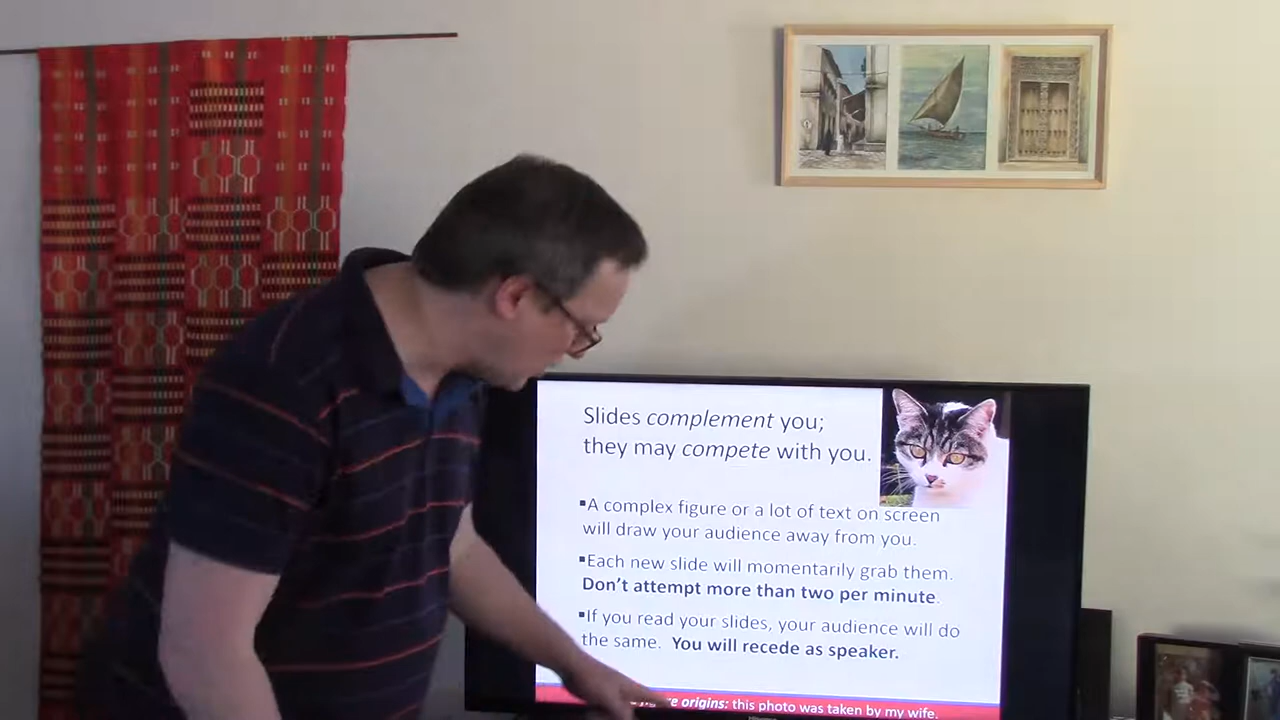 Slides complement you;
they may compete with you.
▪A complex figure or a lot of text on screen
will draw your audience away from you.
▪Each new slide will momentarily grab them.
Don't attempt more than two per minute.
▪If you read your slides, your audience will do
the same. You will recede as speaker.
origins: this photo was taken by my wife.